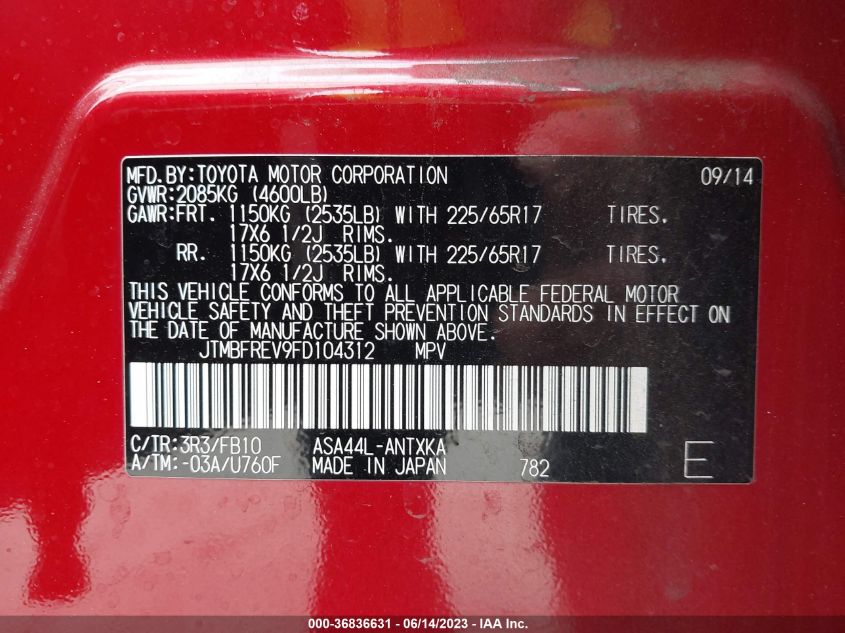 MFD.BY:TOYOTA MOTOR CORPORATION 09/14
GVWR:2085KG (4600LB)
GAWR:FRT. 1150KG (2535LB) WITH 225/65R17 TIRES.
17X6 1/2J RIMS.
RR. 1150KG (2535LB) WITH 225/65R17 TIRES.
17X6 1/2J RIMS.
THIS VEHICLE CONFORMS TO ALL APPLICABLE FEDERAL MOTOR
VEHICLE SAFETY AND THEFT PREVENTION STANDARDS IN EFFECT ON
THE DATE OF MANUFACTURE SHOWN ABOVE.
JTMBFREV9FD104312 MPV
C/TR:3R3/FB10 ASA44L-ANTXKA
A/TM:-03A/U760F MADE IN JAPAN 782 E
000-36836631 - 06/14/2023 - IAA Inc.